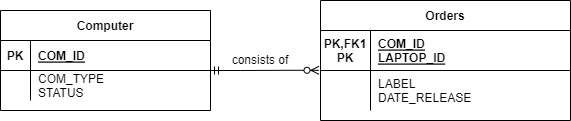 Computer
PK COM_ID
COM_TYPE
STATUS
consists of
Orders
PK,FK1 COM_ID
PK LAPTOP_ID
LABEL
DATE_RELEASE